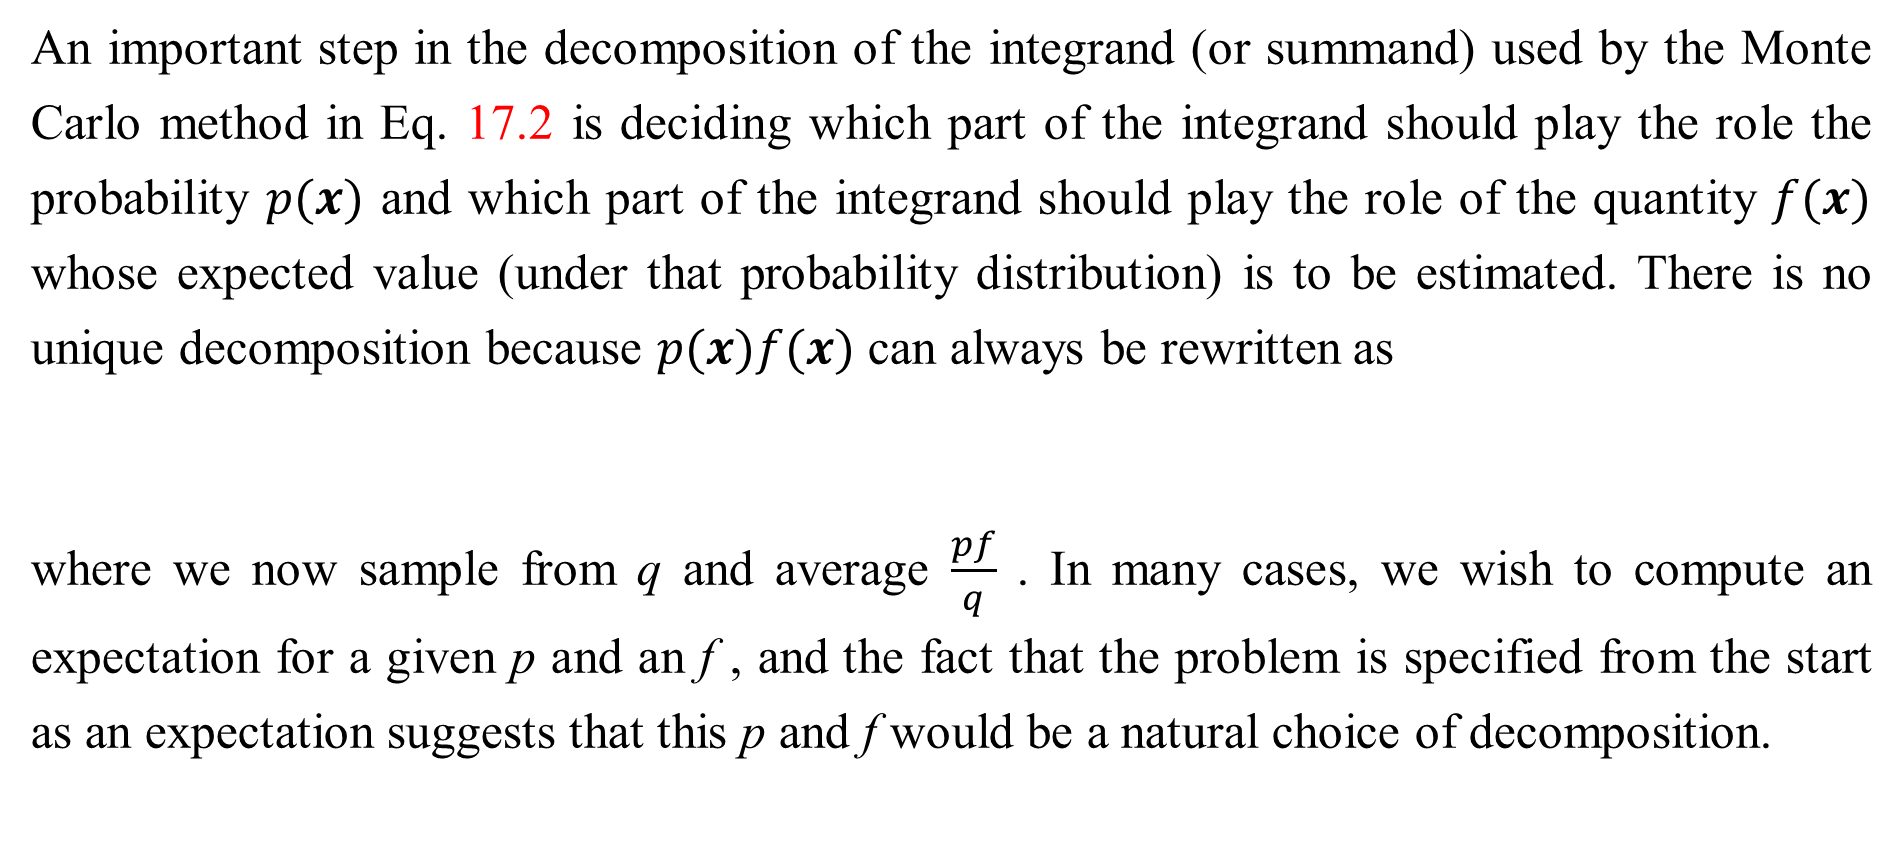 An important step in the decomposition of the integrand (or summand) used by the Monte
Carlo method in Eq. 17.2 is deciding which part of the integrand should play the role the
probability p(x) and which part of the integrand should play the role of the quantity f(x)
whose expected value (under that probability distribution) is to be estimated. There is no
unique decomposition because p(x)f(x) can always be rewritten as
where we now sample from q and average \frac{pf}{q} . In many cases, we wish to compute an
expectation for a given p and an f , and the fact that the problem is specified from the start
as an expectation suggests that this p and f would be a natural choice of decomposition.